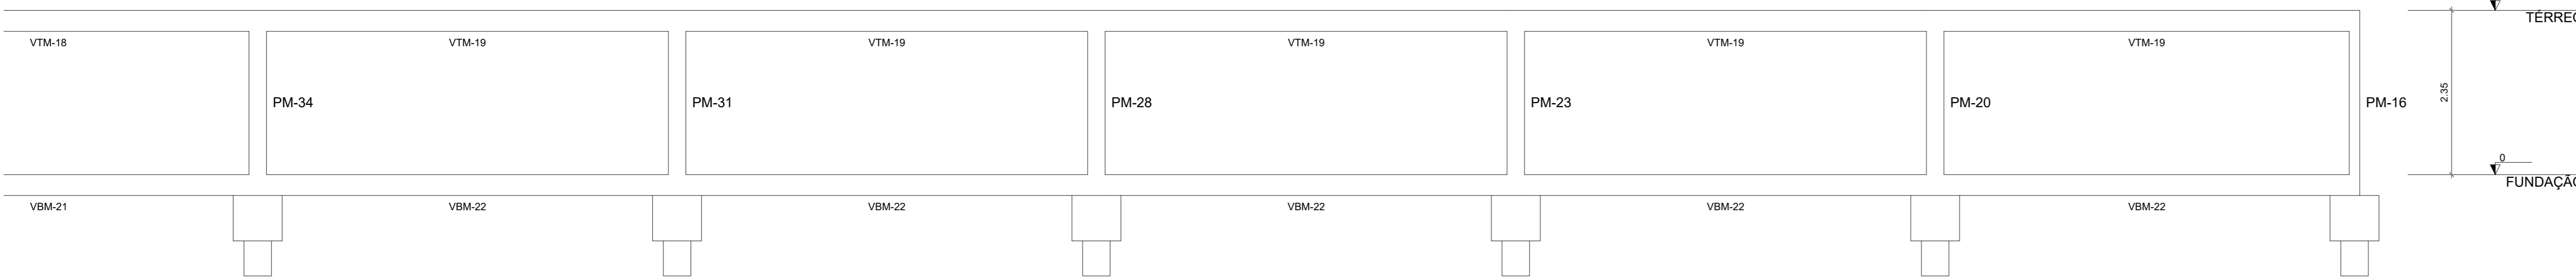 TÉRREO
VTM-18
VTM-19
VTM-19
VTM-19
VTM-19
VTM-19
PM-34
PM-31
PM-28
PM-23
PM-20
PM-16
2.35
0
FUNDAÇÃO
VBM-21
VBM-22
VBM-22
VBM-22
VBM-22
VBM-22